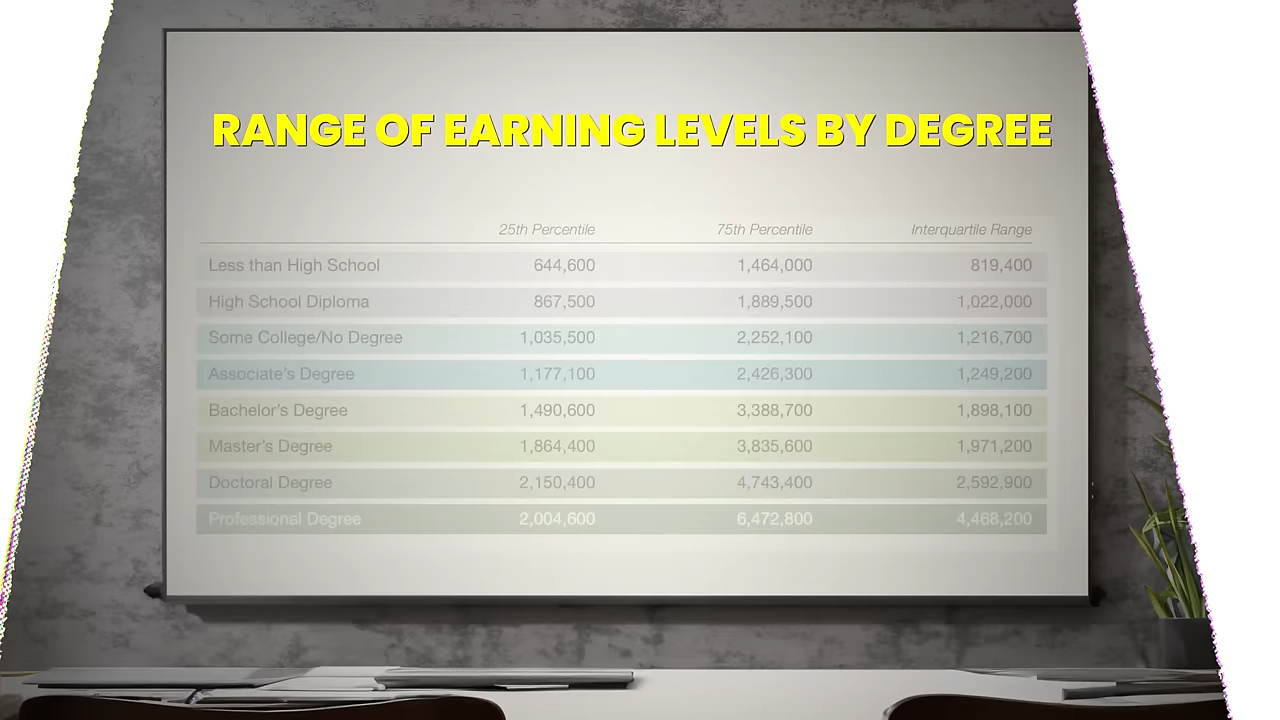 RANGE OF EARNING LEVELS BY DEGREE
25th Percentile 75th Percentile Interquartile Range
Less than High School 644,600 1,464,000 819,400
High School Diploma 867,500 1,889,500 1,022,000
Some College/No Degree 1,035,500 2,252,100 1,216,700
Associate's Degree 1,177,100 2,426,300 1,249,200
Bachelor's Degree 1,490,600 3,388,700 1,898,100
Master's Degree 1,864,400 3,835,600 1,971,200
Doctoral Degree 2,150,400 4,743,400 2,592,900
Professional Degree 2,004,600 6,472,800 4,468,200